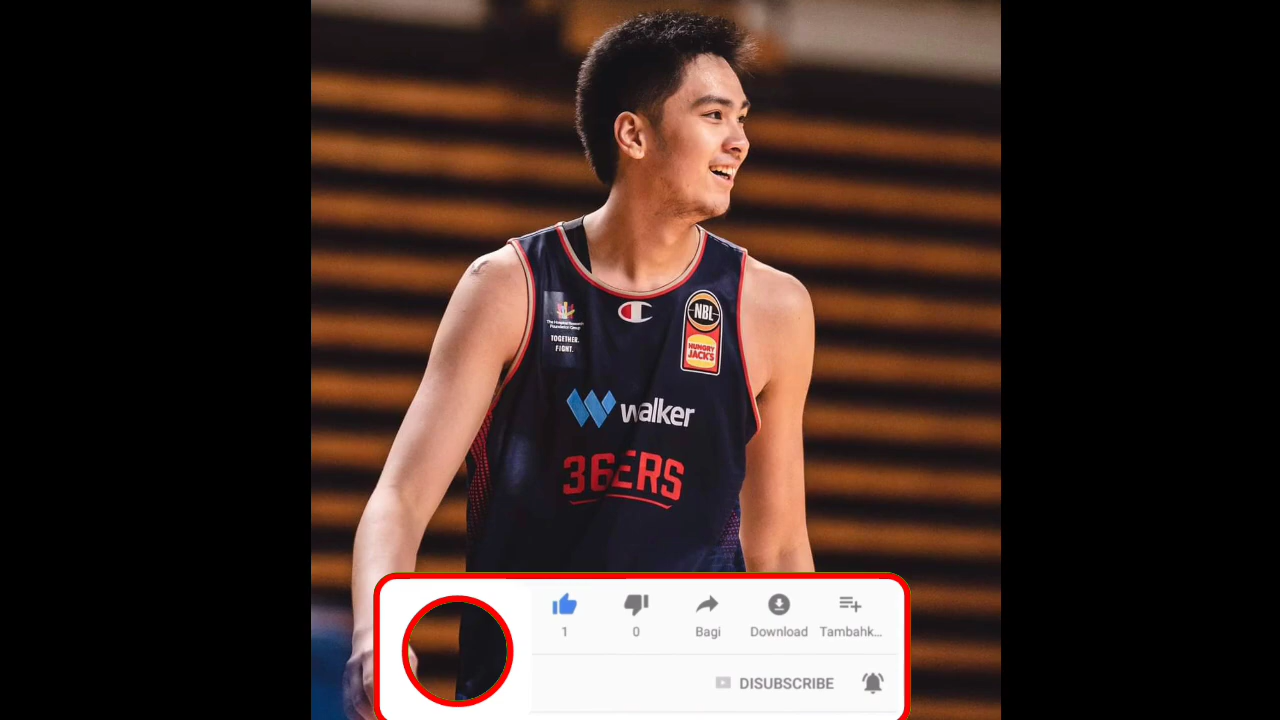 The Hospital Research
Foundation Group
TOGETHER.
FIGHT.
NBL
HUNGRY
JACK'S
walker
36ERS
1
0
Bagi
Download
Tambahk...
DISUBSCRIBE